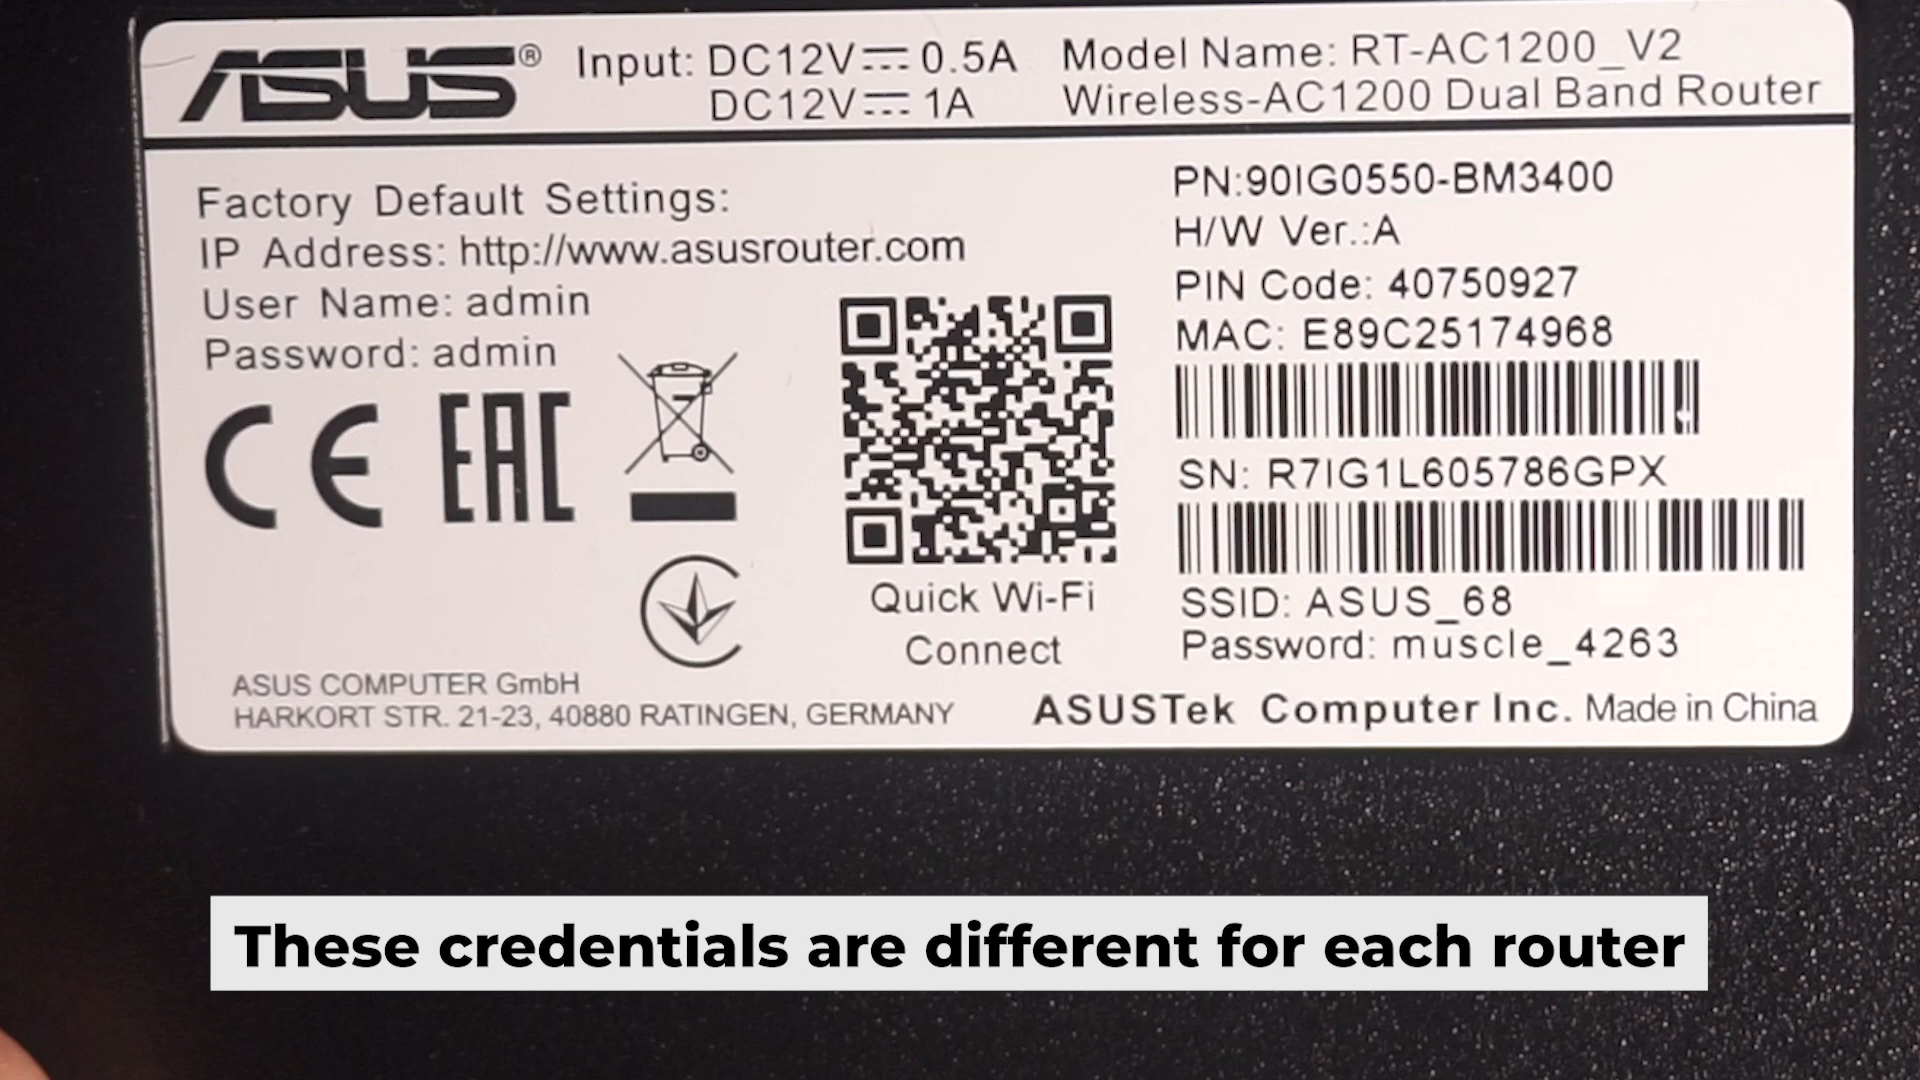 ASUS® Input: DC12V⎓0.5A Model Name: RT-AC1200_V2
DC12V⎓1A Wireless-AC1200 Dual Band Router
Factory Default Settings:
IP Address: http://www.asusrouter.com
User Name: admin
Password: admin
CE EAC
Quick Wi-Fi
Connect
PN:90IG0550-BM3400
H/W Ver.:A
PIN Code: 40750927
MAC: E89C25174968
SN: R7IG1L605786GPX
SSID: ASUS_68
Password: muscle_4263
ASUS COMPUTER GmbH
HARKORT STR. 21-23, 40880 RATINGEN, GERMANY
ASUSTek Computer Inc. Made in China
These credentials are different for each router